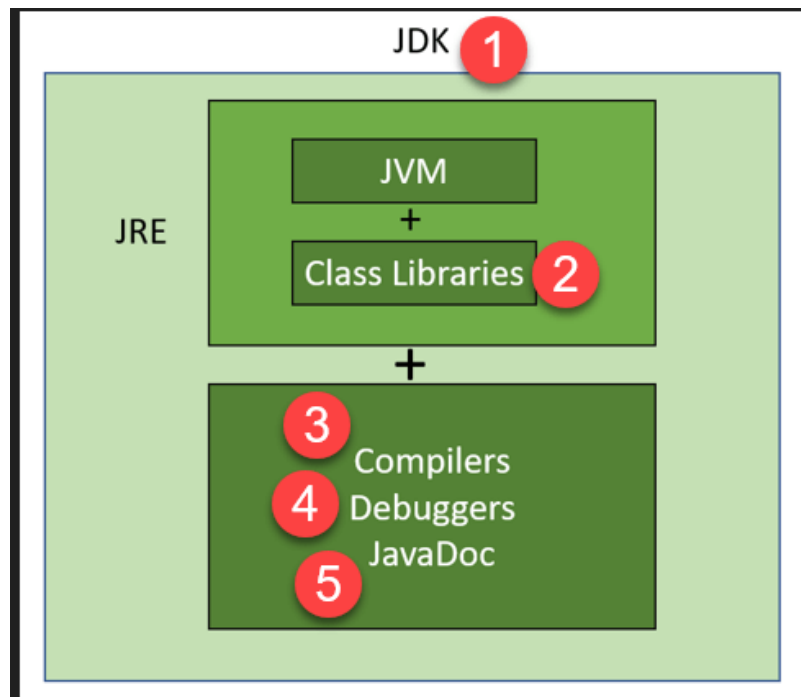 JDK 1
JVM
+
JRE
Class Libraries 2
+
3
Compilers
4 Debuggers
JavaDoc
5